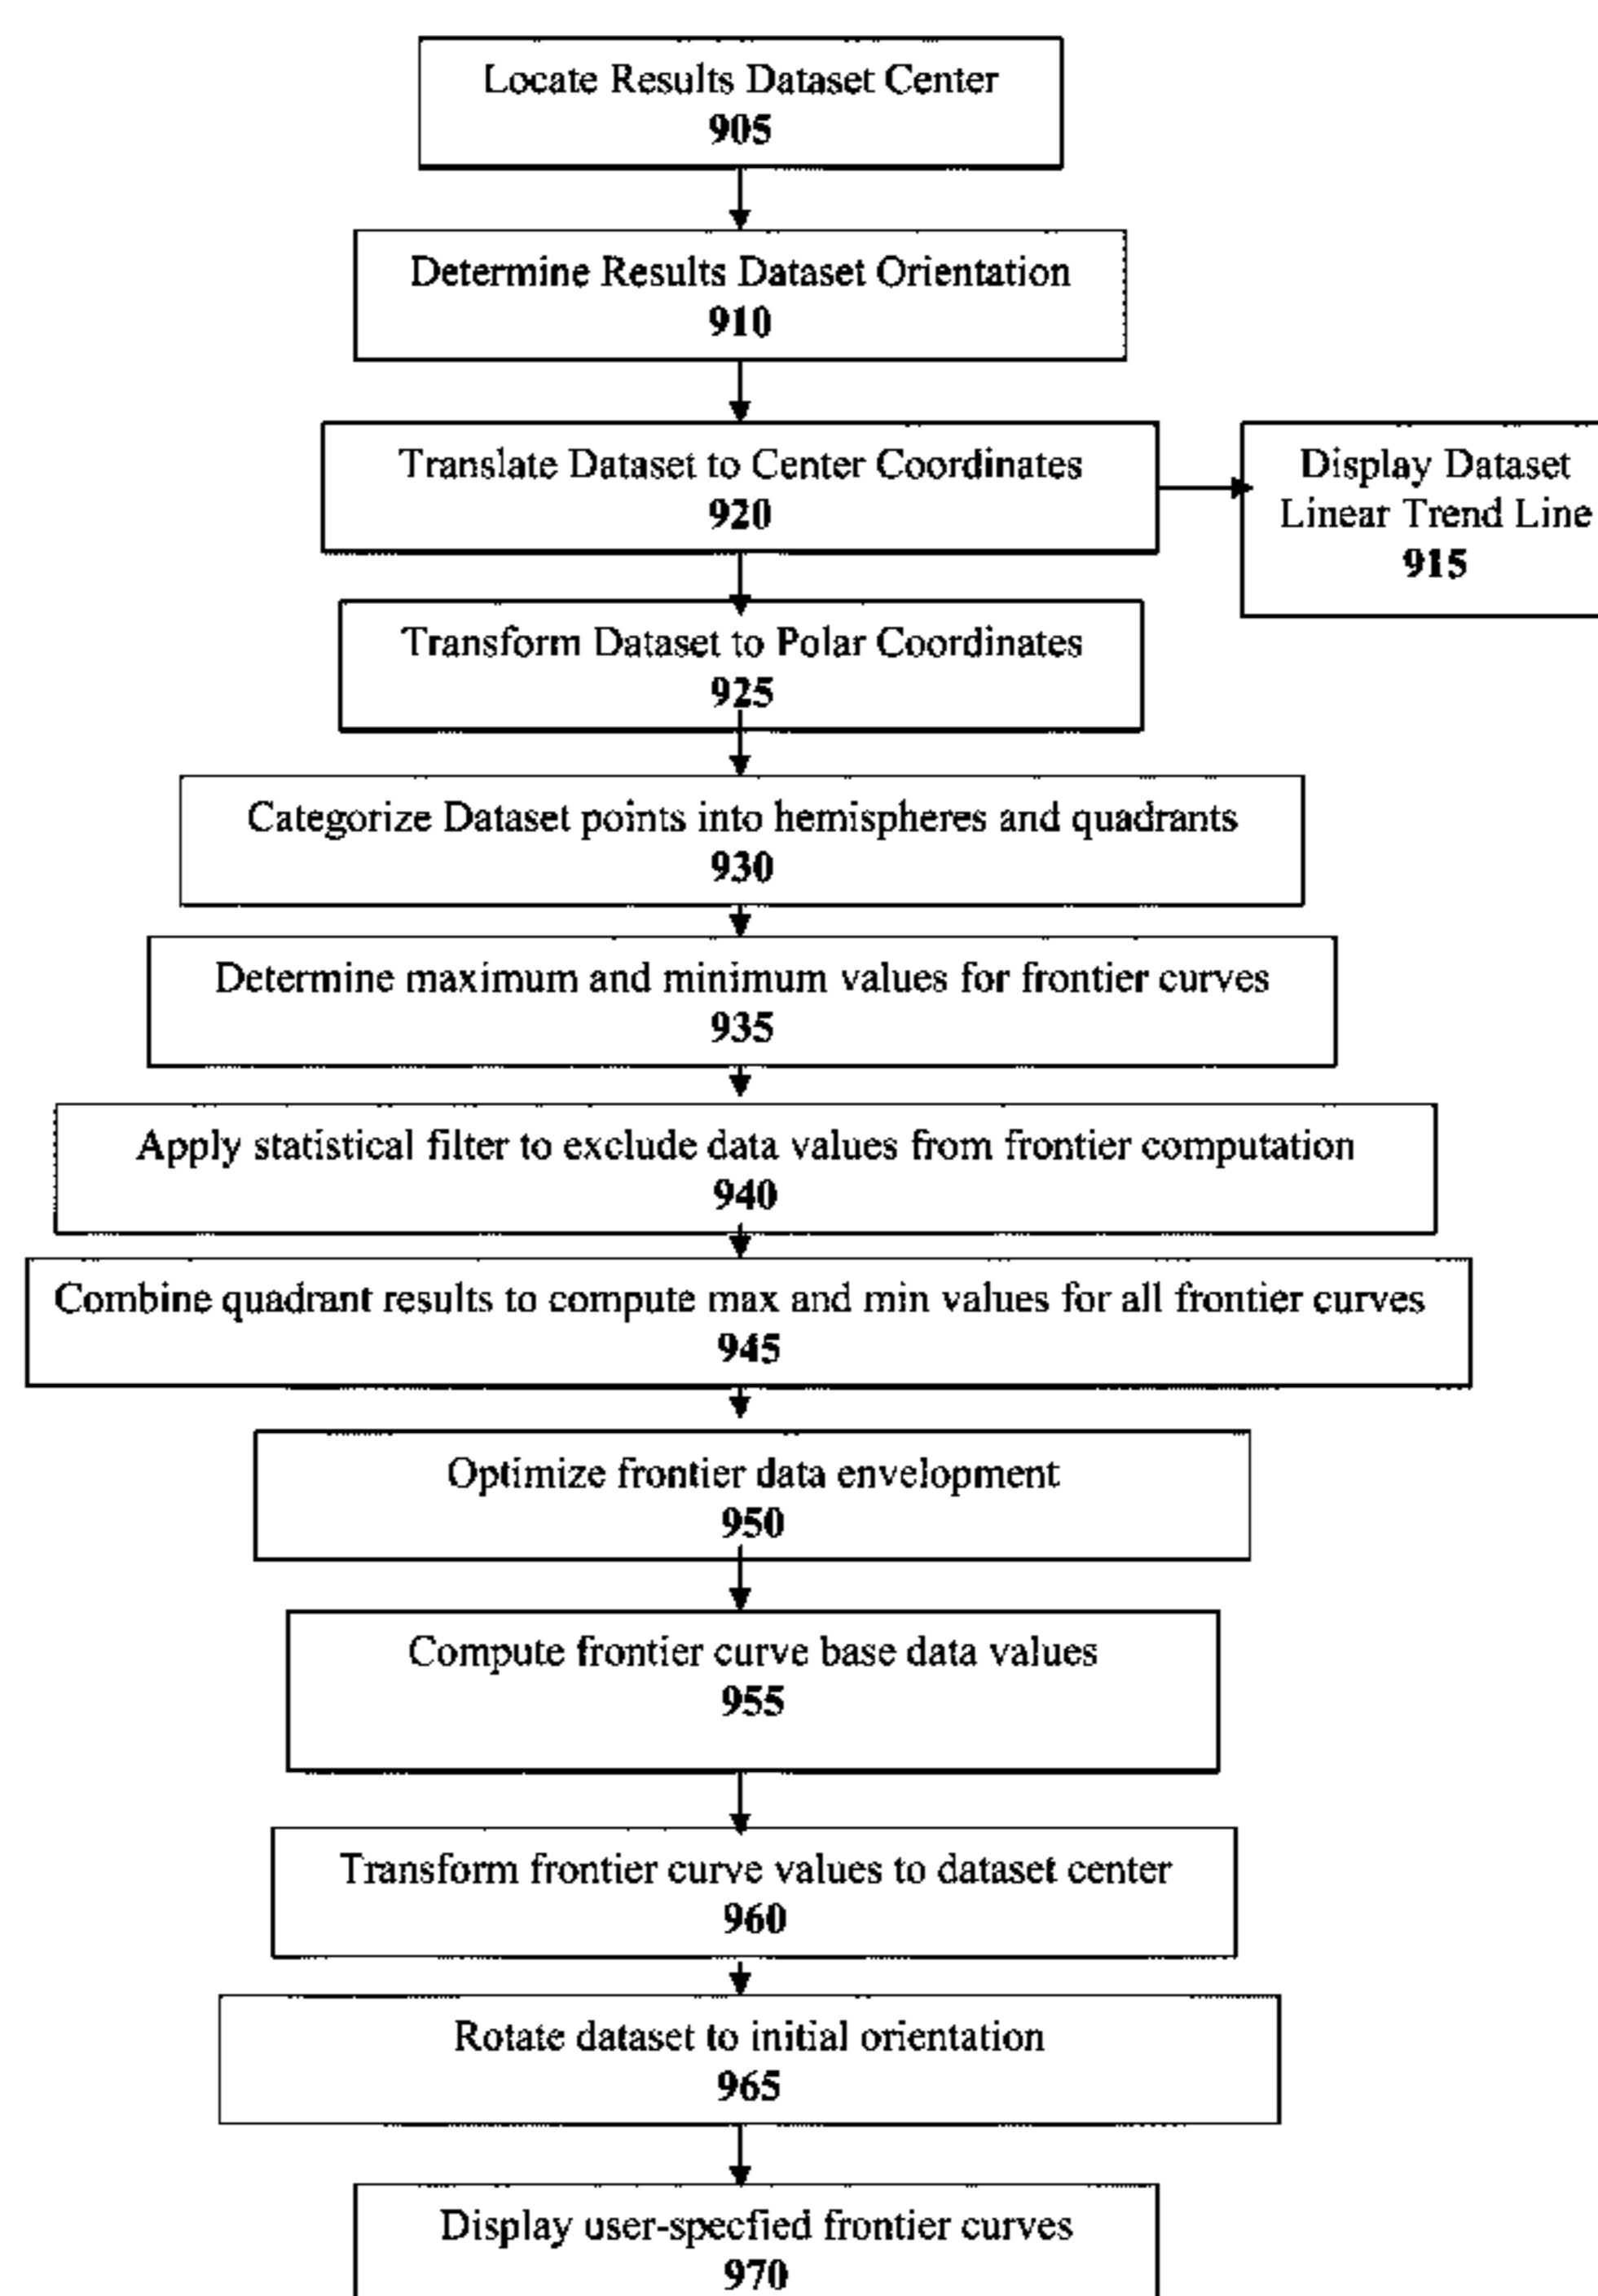 Locate Results Dataset Center
905
Determine Results Dataset Orientation
910
Translate Dataset to Center Coordinates
920
Display Dataset
Linear Trend Line
915
Transform Dataset to Polar Coordinates
925
Categorize Dataset points into hemispheres and quadrants
930
Determine maximum and minimum values for frontier curves
935
Apply statistical filter to exclude data values from frontier computation
940
Combine quadrant results to compute max and min values for all frontier curves
945
Optimize frontier data envelopment
950
Compute frontier curve base data values
955
Transform frontier curve values to dataset center
960
Rotate dataset to initial orientation
965
Display user-specfied frontier curves
970